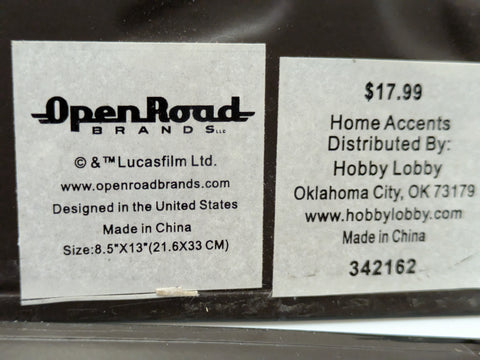 OpenRoad
BRANDS LLC
© &™Lucasfilm Ltd.
www.openroadbrands.com
Designed in the United States
Made in China
Size:8.5"X13"(21.6X33 CM)
$17.99
Home Accents
Distributed By:
Hobby Lobby
Oklahoma City, OK 73179
www.hobbylobby.com
Made in China
342162